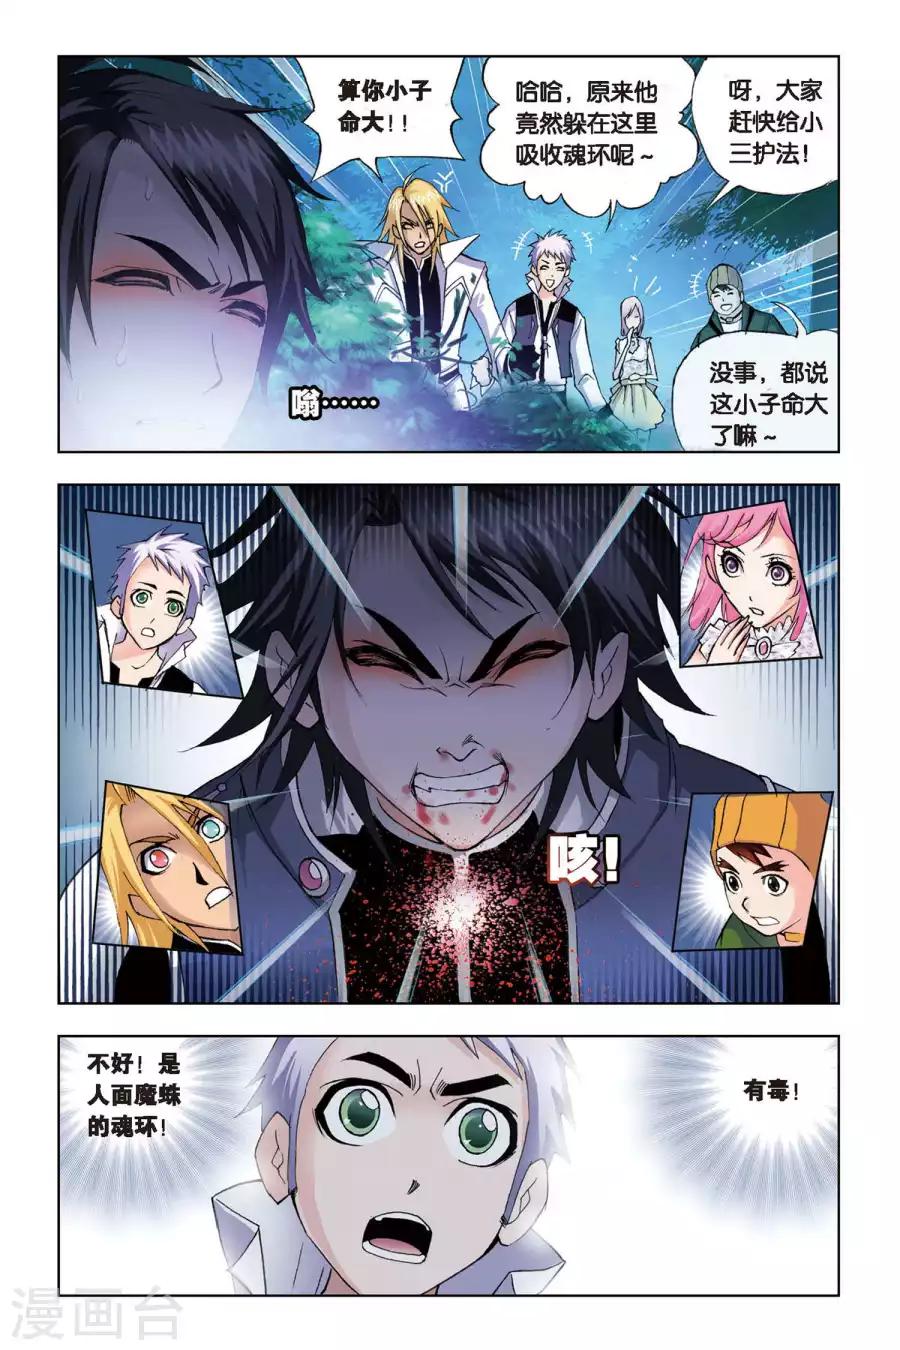 算你小子
命大!!
哈哈，原来他
竟然躲在这里
吸收魂环呢～
呀，大家
赶快给小
三护法！
没事，都说
这小子命大
了嘛～
嗡……
咳！
不好！是
人面魔蛛
的魂环！
有毒！
漫画台